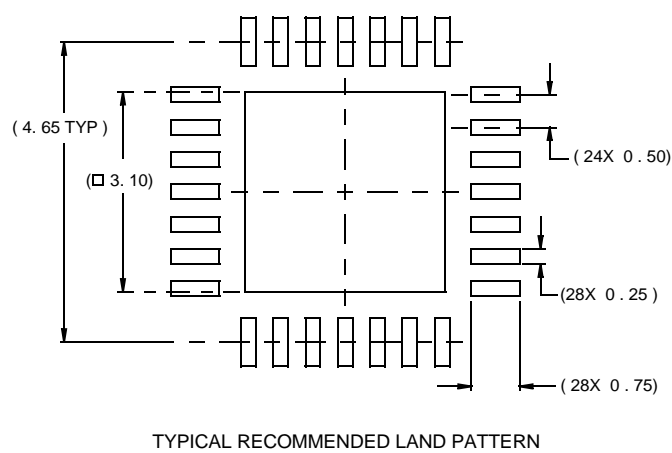 ( 4. 65 TYP )
(□ 3. 10)
( 24X 0 . 50)
(28X 0. 25 )
( 28X 0. 75)
TYPICAL RECOMMENDED LAND PATTERN